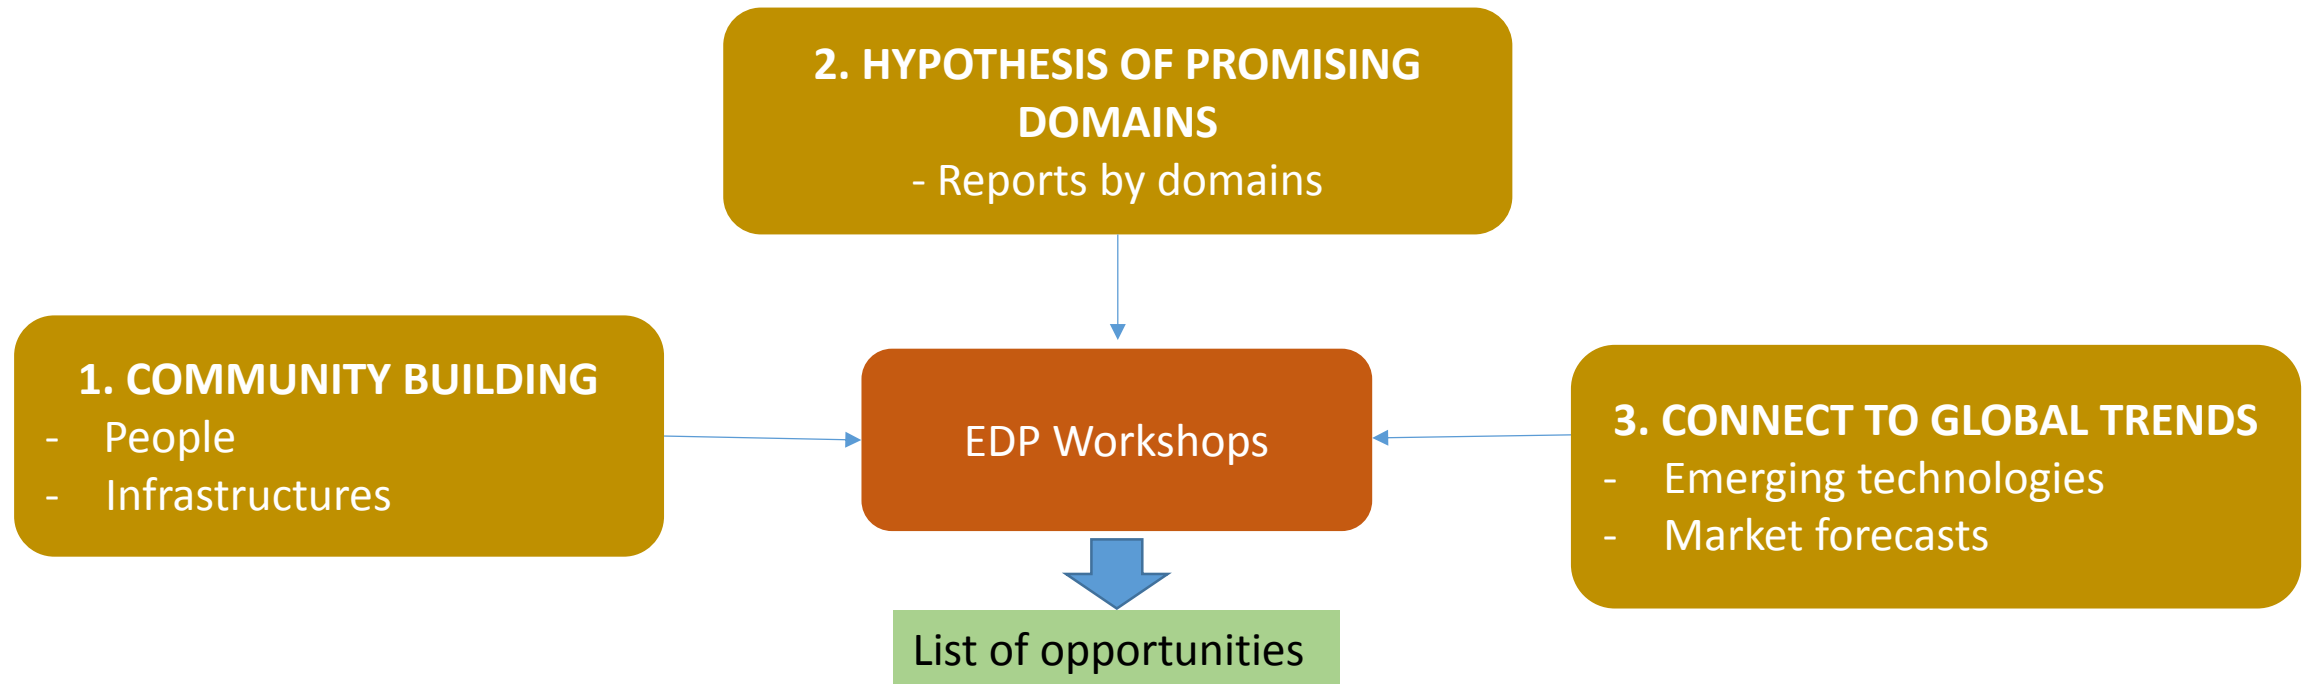 2. HYPOTHESIS OF PROMISING
DOMAINS
- Reports by domains
1. COMMUNITY BUILDING
- People
- Infrastructures
EDP Workshops
3. CONNECT TO GLOBAL TRENDS
- Emerging technologies
- Market forecasts
List of opportunities